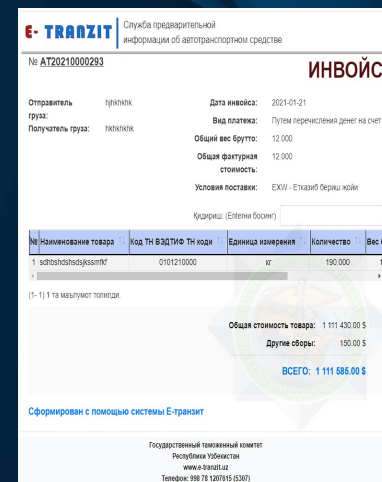 E- TRANZIT
Служба предварительной
информации об автотранспортном средстве
№ AT20210000293
ИНВОЙС
Отправитель груза: hjhkhkhk
Получатель груза: hkhkhkhk
Дата инвойса: 2021-01-21
Вид платежа: Путем перечисления денег на счет
Общий вес брутто: 12.000
Общая фактурная стоимость: 12.000
Условия поставки: EXW - Етказиб бериш жойи
Қидириш: (Enterни босинг)
№ Наименование товара Код ТН ВЭДТИФ ТН коди Единица измерения Количество Вес
1 sdhbshdshsdsjkssmfkf 0101210000 кг 190.000
(1- 1) 1 та маълумот топилди.
Общая стоимость товара: 1 111 430.00 $
Другие сборы: 150.00 $
ВСЕГО: 1 111 585.00 $
Сформирован с помощью системы Е-транзит
Государственный таможенный комитет
Республики Узбекистан
www.e-tranzit.uz
Телефон: 998 78 1207615 (5307)